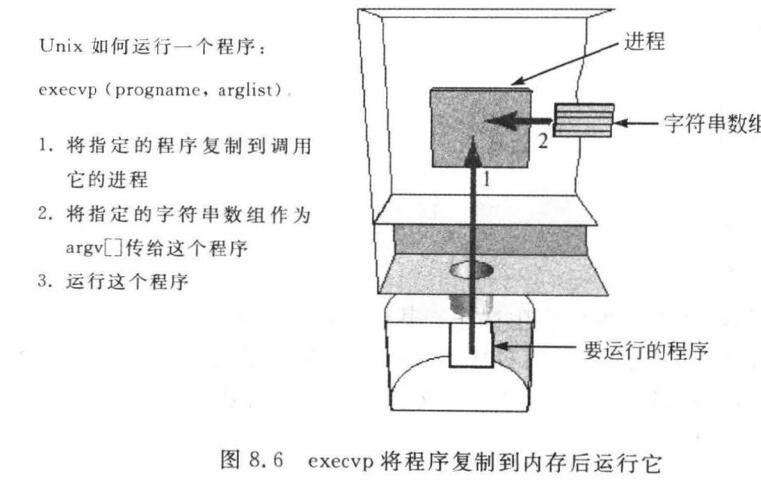 Unix 如何运行一个程序：
execvp（progname，arglist）.
1. 将指定的程序复制到调用
它的进程
2. 将指定的字符串数组作为
argv[]传给这个程序
3. 运行这个程序
进程
字符串数组
2
1
要运行的程序
图 8.6 execvp 将程序复制到内存后运行它